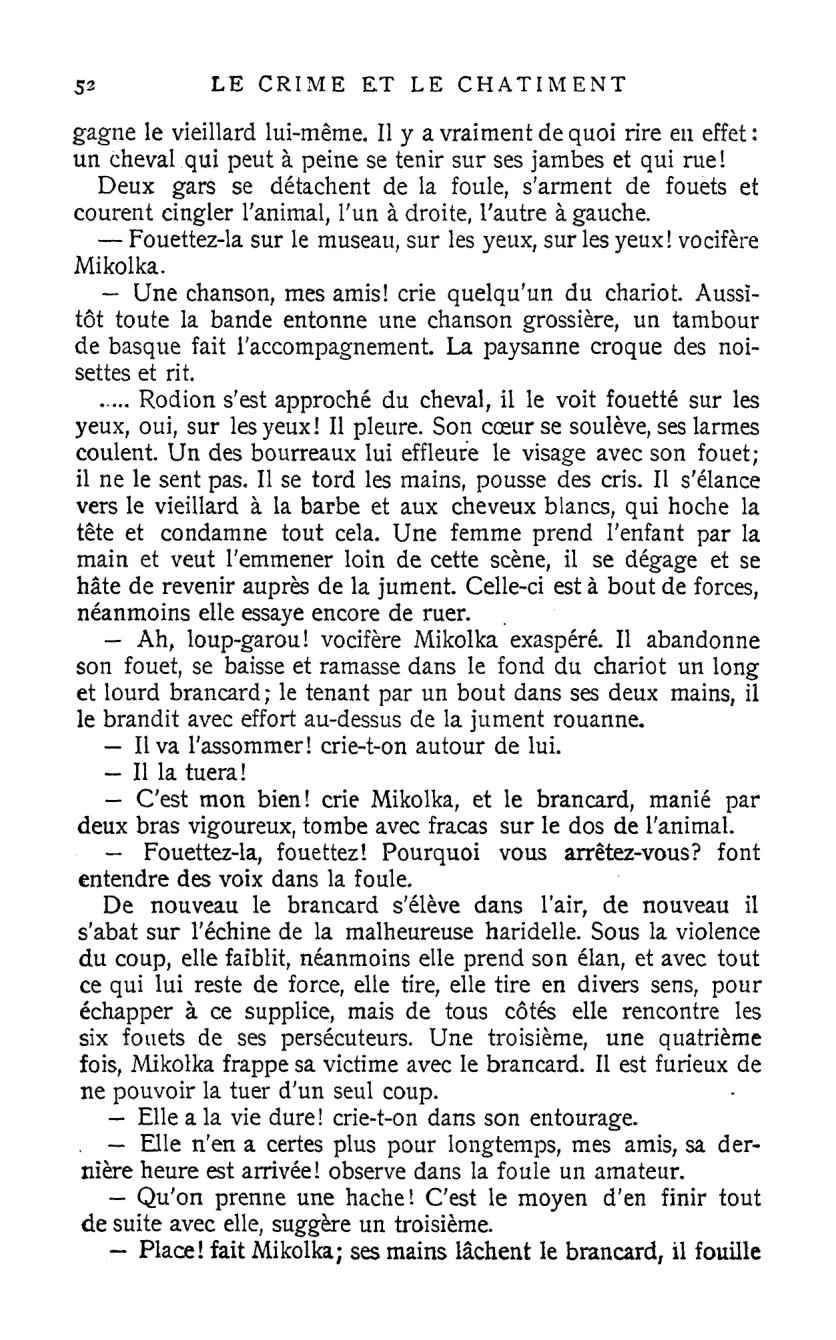 52 LE CRIME ET LE CHATIMENT
gagne le vieillard lui-même. Il y a vraiment de quoi rire en effet :
un cheval qui peut à peine se tenir sur ses jambes et qui rue!
Deux gars se détachent de la foule, s'arment de fouets et
courent cingler l'animal, l'un à droite, l'autre à gauche.
— Fouettez-la sur le museau, sur les yeux, sur les yeux! vocifère
Mikolka.
— Une chanson, mes amis! crie quelqu'un du chariot. Aussi-
tôt toute la bande entonne une chanson grossière, un tambour
de basque fait l'accompagnement. La paysanne croque des noi-
settes et rit.
..... Rodion s'est approché du cheval, il le voit fouetté sur les
yeux, oui, sur les yeux! Il pleure. Son cœur se soulève, ses larmes
coulent. Un des bourreaux lui effleure le visage avec son fouet;
il ne le sent pas. Il se tord les mains, pousse des cris. Il s'élance
vers le vieillard à la barbe et aux cheveux blancs, qui hoche la
tête et condamne tout cela. Une femme prend l'enfant par la
main et veut l'emmener loin de cette scène, il se dégage et se
hâte de revenir auprès de la jument. Celle-ci est à bout de forces,
néanmoins elle essaye encore de ruer.
— Ah, loup-garou! vocifère Mikolka exaspéré. Il abandonne
son fouet, se baisse et ramasse dans le fond du chariot un long
et lourd brancard; le tenant par un bout dans ses deux mains, il
le brandit avec effort au-dessus de la jument rouanne.
— Il va l'assommer! crie-t-on autour de lui.
— Il la tuera!
— C'est mon bien! crie Mikolka, et le brancard, manié par
deux bras vigoureux, tombe avec fracas sur le dos de l'animal.
— Fouettez-la, fouettez! Pourquoi vous arrêtez-vous? font
entendre des voix dans la foule.
De nouveau le brancard s'élève dans l'air, de nouveau il
s'abat sur l'échine de la malheureuse haridelle. Sous la violence
du coup, elle faiblit, néanmoins elle prend son élan, et avec tout
ce qui lui reste de force, elle tire, elle tire en divers sens, pour
échapper à ce supplice, mais de tous côtés elle rencontre les
six fouets de ses persécuteurs. Une troisième, une quatrième
fois, Mikolka frappe sa victime avec le brancard. Il est furieux de
ne pouvoir la tuer d'un seul coup.
— Elle a la vie dure! crie-t-on dans son entourage.
— Elle n'en a certes plus pour longtemps, mes amis, sa der-
nière heure est arrivée! observe dans la foule un amateur.
— Qu'on prenne une hache! C'est le moyen d'en finir tout
de suite avec elle, suggère un troisième.
— Place! fait Mikolka; ses mains lâchent le brancard, il fouille